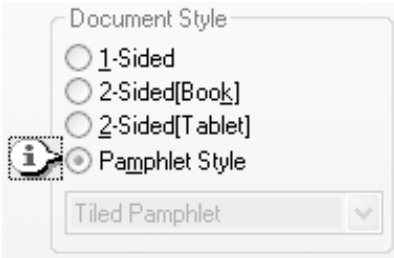 Document Style
1-Sided
2-Sided[Book]
2-Sided[Tablet]
Pamphlet Style
Tiled Pamphlet